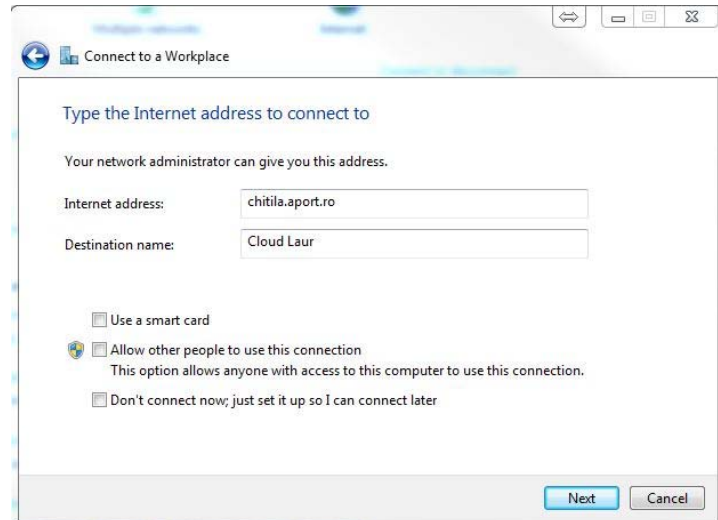 Connect to a Workplace
Type the Internet address to connect to
Your network administrator can give you this address.
Internet address: chitila.aport.ro
Destination name: Cloud Laur
Use a smart card
Allow other people to use this connection
This option allows anyone with access to this computer to use this connection.
Don't connect now; just set it up so I can connect later
Next Cancel